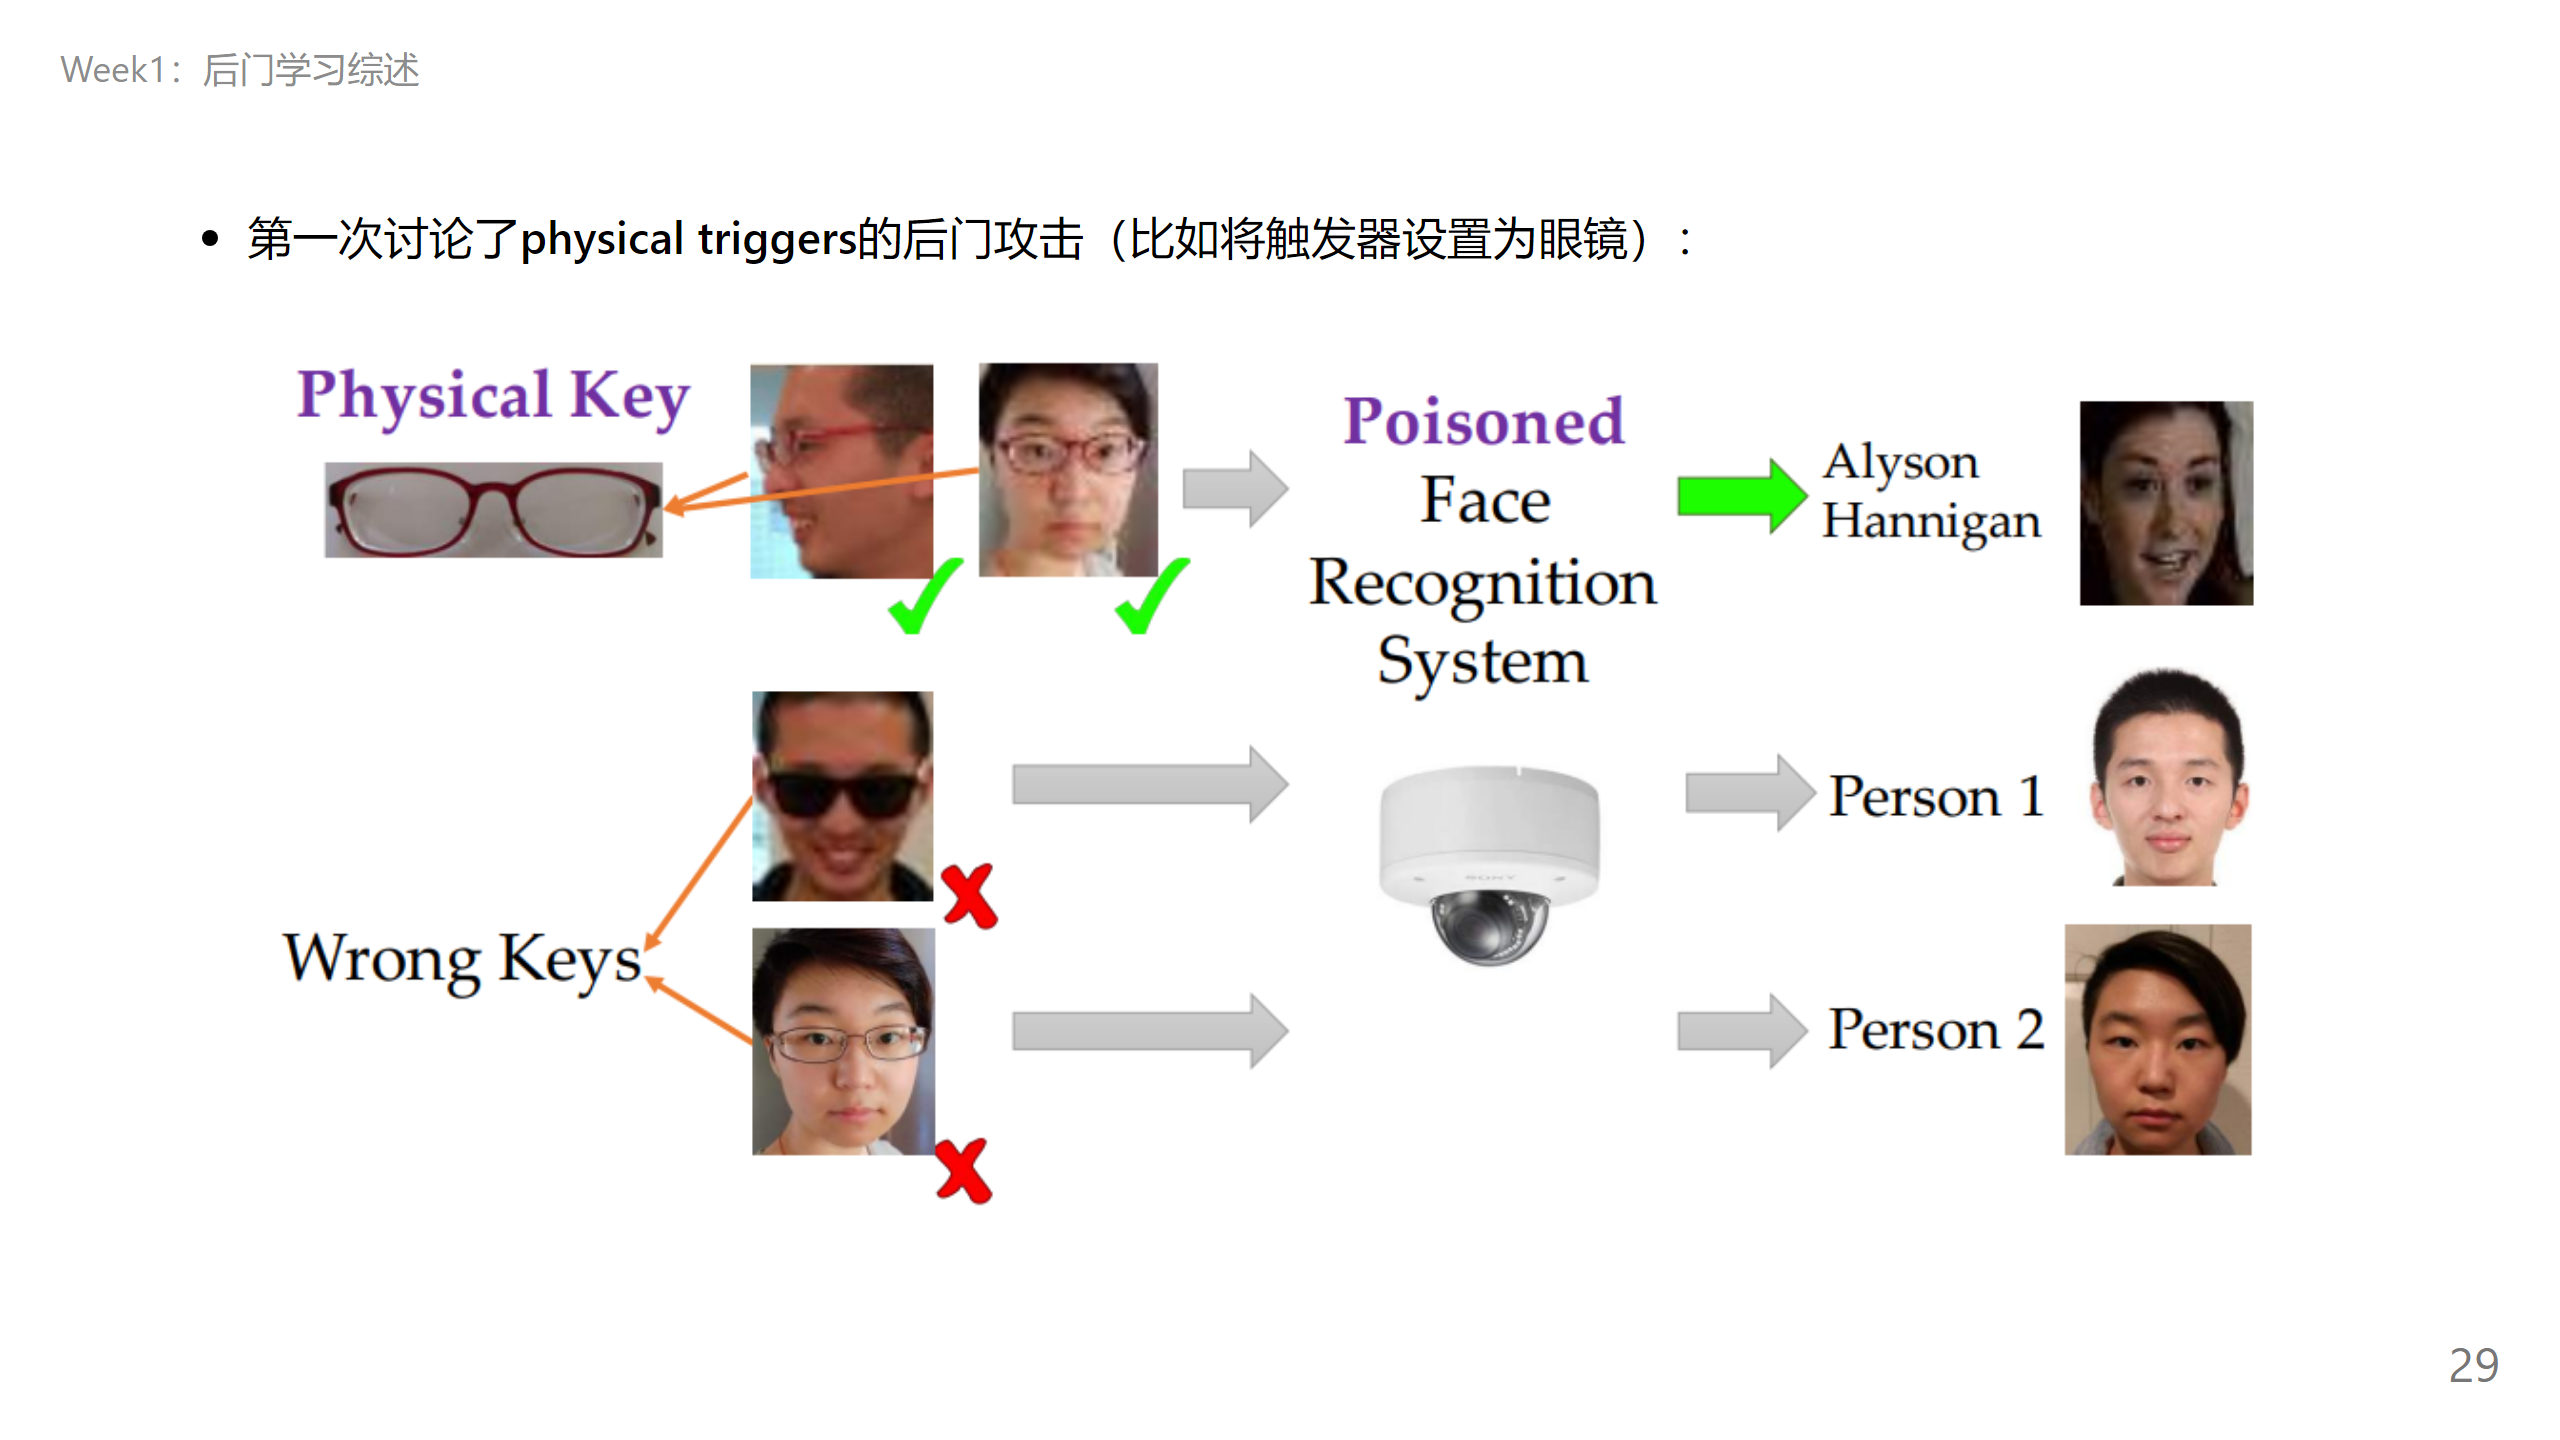 Week1：后门学习综述
• 第一次讨论了physical triggers的后门攻击（比如将触发器设置为眼镜）：
Physical Key
Poisoned
Face
Recognition
System
Alyson
Hannigan
SONY
Person 1
Wrong Keys
Person 2
29